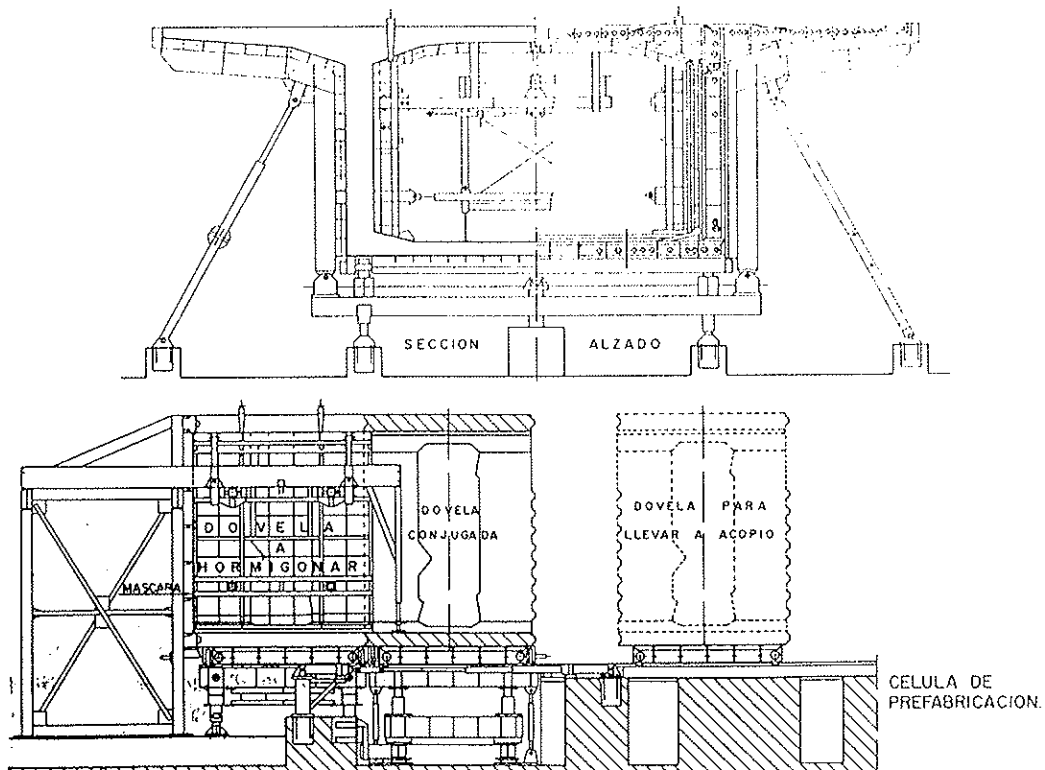 SECCION
ALZADO
DOVELA
A
HORMIGONAR
MASCARA
DOVELA
CONJUGADA
DOVELA PARA
LLEVAR A ACOPIO
CELULA DE
PREFABRICACION.